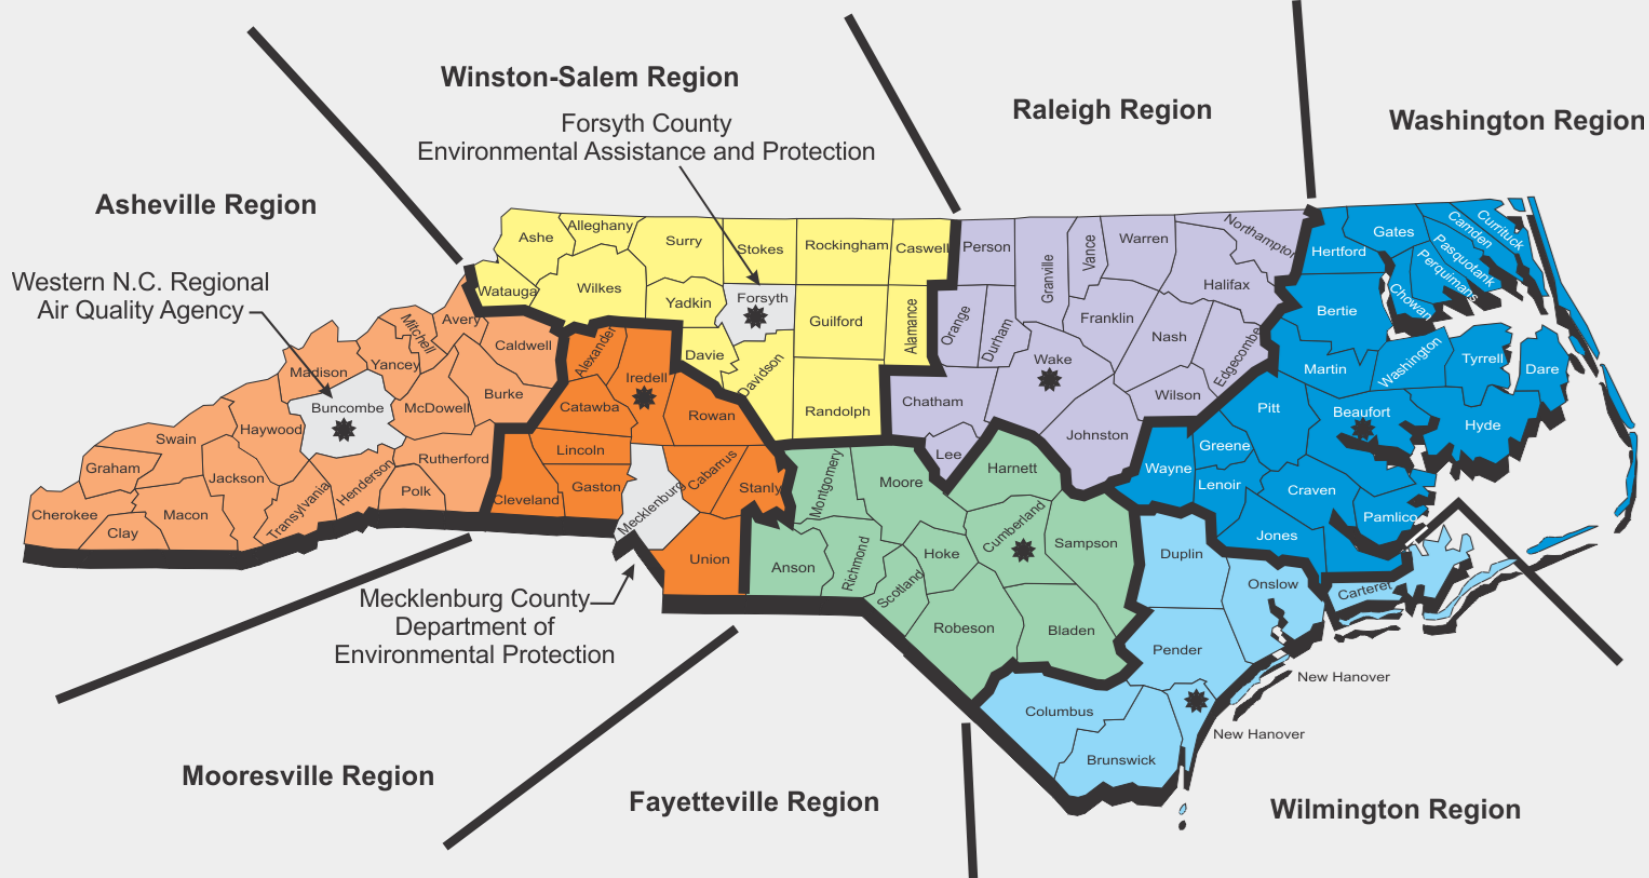 Winston-Salem Region
Forsyth County
Environmental Assistance and Protection
Raleigh Region
Washington Region
Asheville Region
Western N.C. Regional
Air Quality Agency
Mecklenburg County
Department of
Environmental Protection
Mooresville Region
Fayetteville Region
Wilmington Region
Ashe
Alleghany
Surry
Stokes
Rockingham
Caswell
Watauga
Wilkes
Yadkin
Forsyth
Guilford
Alamance
Davie
Davidson
Randolph
Person
Granville
Vance
Warren
Northampton
Halifax
Orange
Durham
Franklin
Nash
Edgecombe
Wake
Chatham
Wilson
Johnston
Lee
Hertford
Gates
Currituck
Camden
Pasquotank
Perquimans
Chowan
Bertie
Martin
Washington
Tyrrell
Dare
Pitt
Beaufort
Hyde
Greene
Wayne
Lenoir
Craven
Pamlico
Jones
Avery
Mitchell
Caldwell
Yancey
Madison
Burke
McDowell
Buncombe
Haywood
Swain
Rutherford
Graham
Jackson
Henderson
Polk
Transylvania
Cherokee
Macon
Clay
Alexander
Iredell
Catawba
Rowan
Lincoln
Cabarrus
Gaston
Stanly
Cleveland
Mecklenburg
Union
Montgomery
Moore
Harnett
Cumberland
Sampson
Hoke
Richmond
Anson
Scotland
Robeson
Bladen
Duplin
Onslow
Carteret
Pender
New Hanover
Columbus
New Hanover
Brunswick